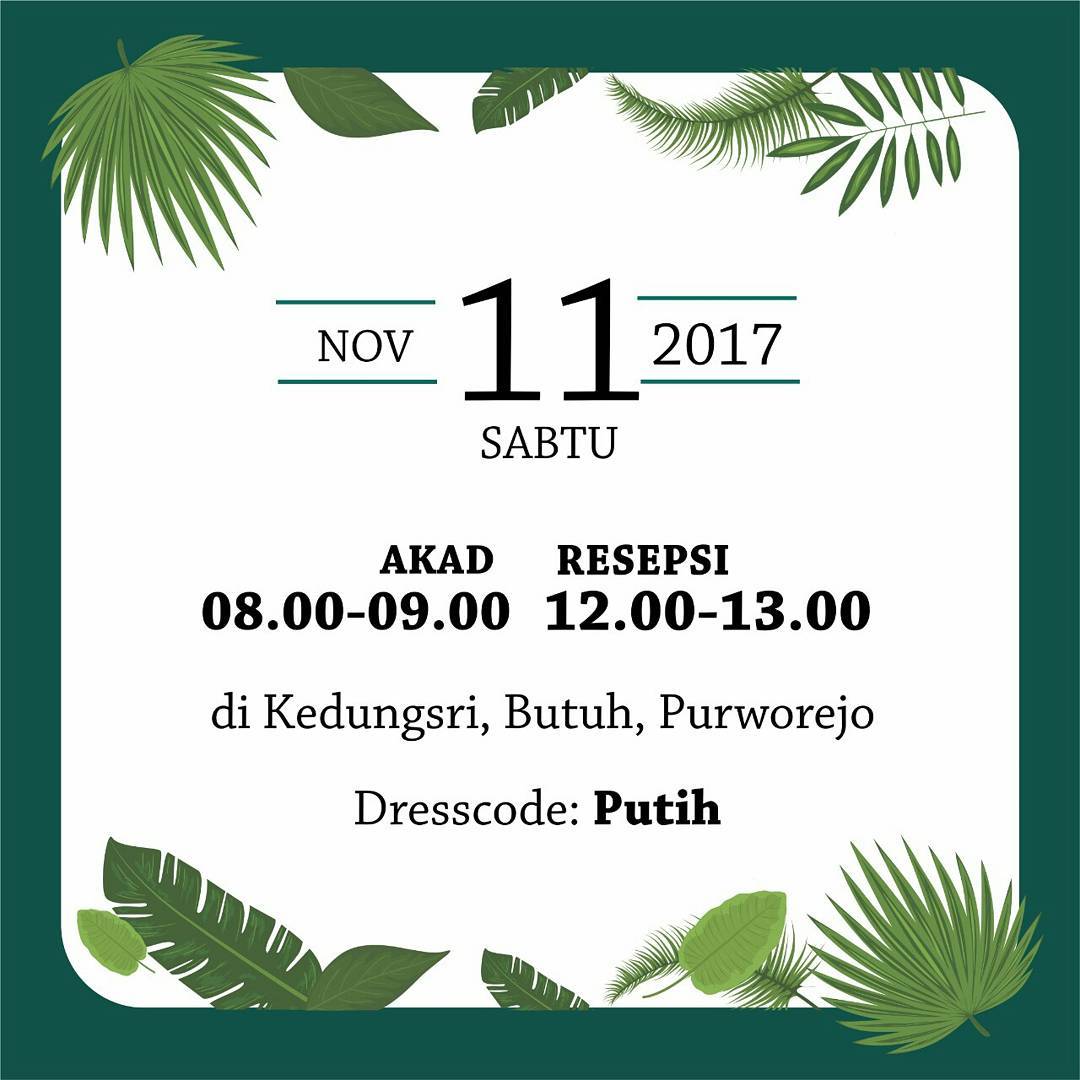 NOV 11 2017
SABTU
AKAD RESEPSI
08.00-09.00 12.00-13.00
di Kedungsri, Butuh, Purworejo
Dresscode: Putih